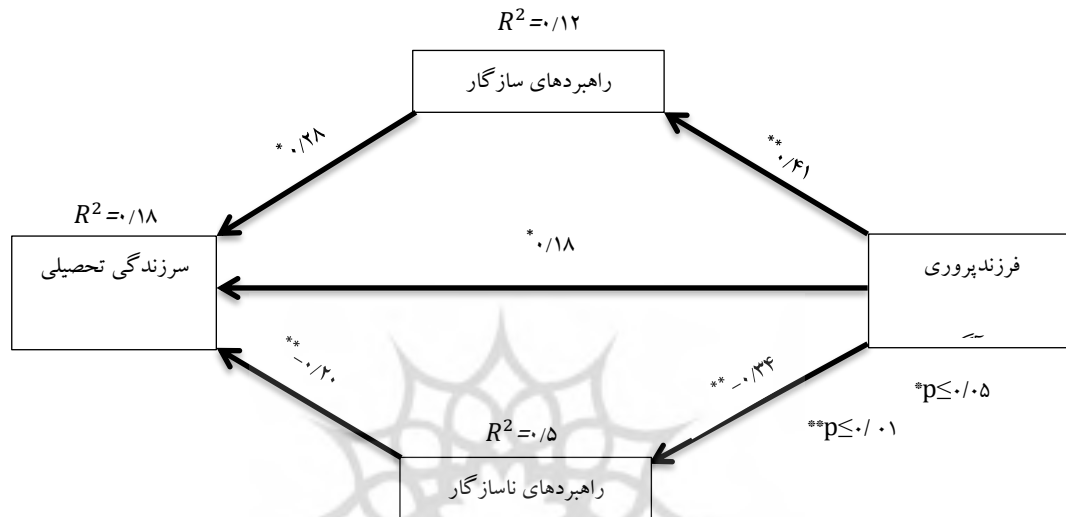 R² =۰/۱۲
راهبردهای سازگار
* ۰/۲۸
**۰/۴۱
R² =۰/۱۸
سرزندگی تحصیلی
*۰/۱۸
فرزندپروری
**-۰/۲۰
** -۰/۳۴
*p≤۰/۰۵
**p≤۰/ ۰۱
R² =۰/۵
راهبردهای ناسازگار